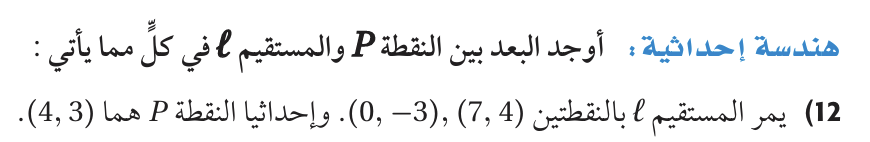 هندسة إحداثية: أوجد البعد بين النقطة P والمستقيم ℓ في كلٍّ مما يأتي :
12) يمر المستقيم ℓ بالنقطتين (7, 4) , (0, −3). وإحداثيا النقطة P هما (4, 3).